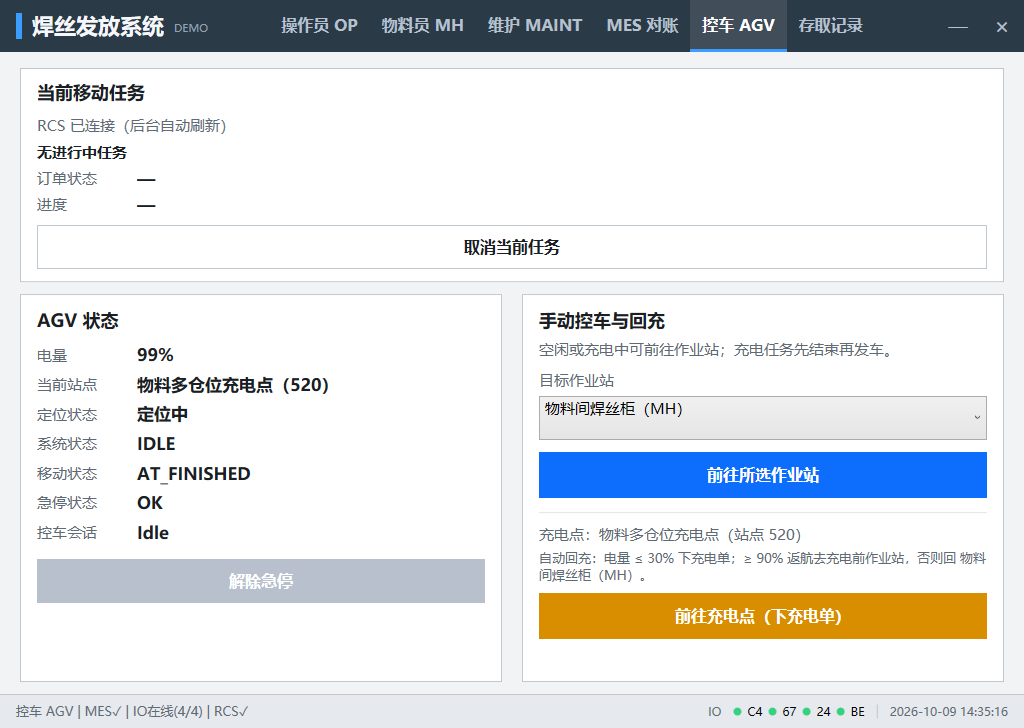 焊丝发放系统 DEMO 操作员 OP 物料员 MH 维护 MAINT MES 对账 控车 AGV 存取记录
当前移动任务
RCS 已连接（后台自动刷新）
无进行中任务
订单状态 —
进度 —
取消当前任务
AGV 状态
电量 99%
当前站点 物料多仓位充电点（520）
定位状态 定位中
系统状态 IDLE
移动状态 AT_FINISHED
急停状态 OK
控车会话 Idle
解除急停
手动控车与回充
空闲或充电中可前往作业站；充电任务先结束再发车。
目标作业站
物料间焊丝柜（MH）
前往所选作业站
充电点：物料多仓位充电点（站点 520）
自动回充：电量 ≤ 30% 下充电单；≥ 90% 返航去充电前作业站，否则回 物料
间焊丝柜（MH）。
前往充电点（下充电单）
控车 AGV | MES✓ | IO在线(4/4) | RCS✓ IO C4 67 24 BE 2026-10-09 14:35:16